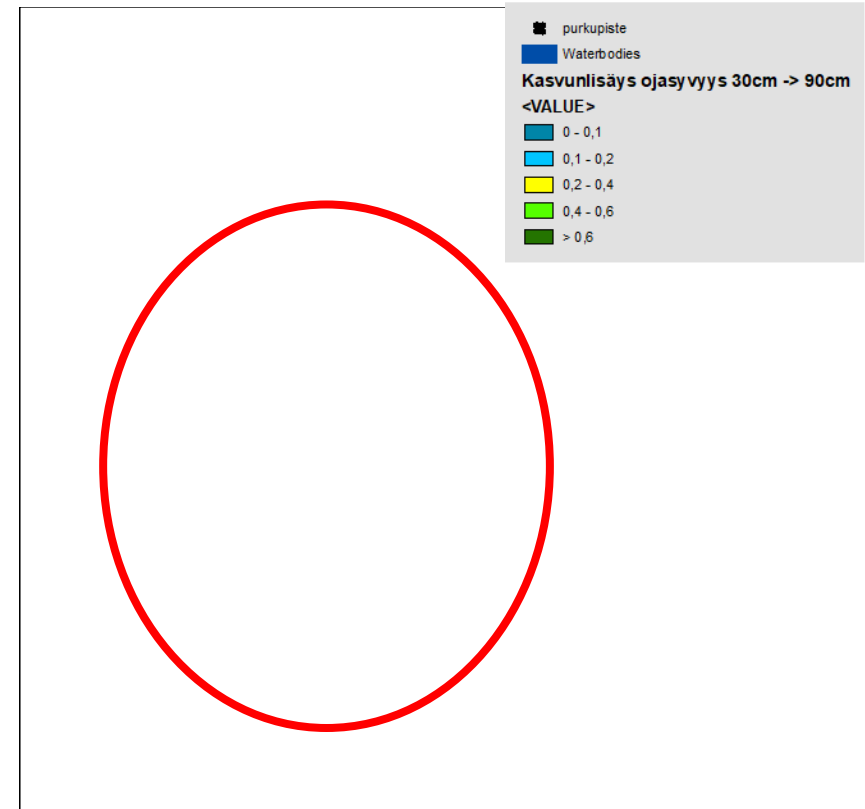 purkupiste
Waterbodies
Kasvunlisäys ojasyvyys 30cm -> 90cm
<VALUE>
0 - 0,1
0,1 - 0,2
0,2 - 0,4
0,4 - 0,6
> 0,6